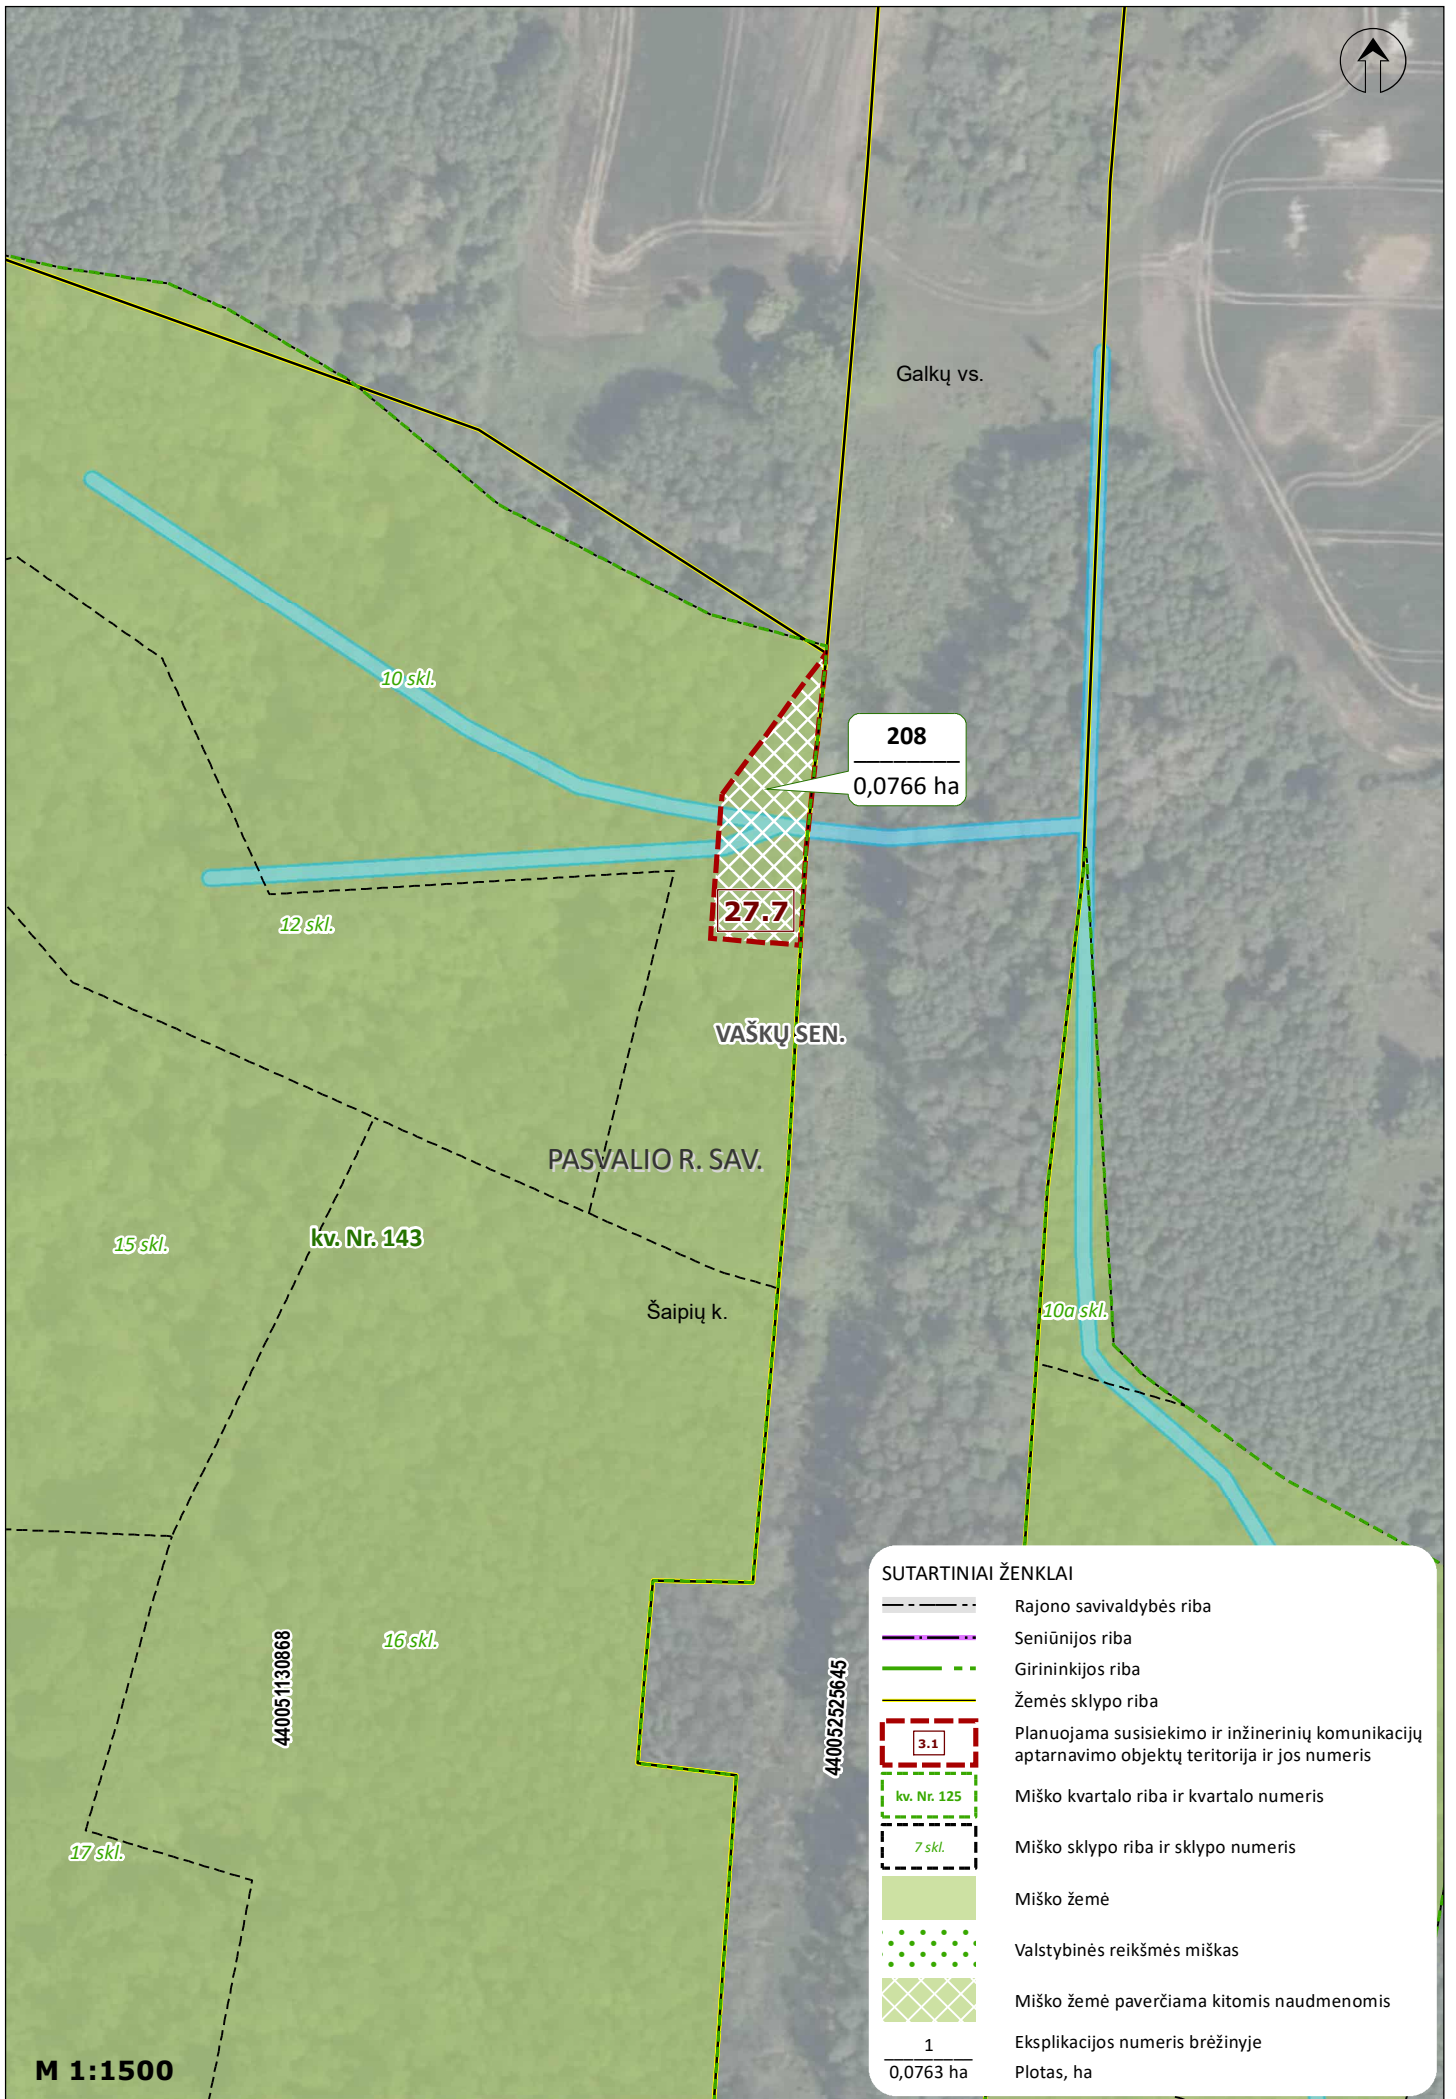 Galkų vs.
10 skl.
208
0,0766 ha
27.7
12 skl.
VAŠKŲ SEN.
PASVALIO R. SAV.
kv. Nr. 143
15 skl.
Šaipių k.
10a skl.
16 skl.
440051130868
440052525645
17 skl.
M 1:1500
SUTARTINIAI ŽENKLAI
Rajono savivaldybės riba
Seniūnijos riba
Girininkijos riba
Žemės sklypo riba
3.1
Planuojama susisiekimo ir inžinerinių komunikacijų
aptarnavimo objektų teritorija ir jos numeris
kv. Nr. 125
Miško kvartalo riba ir kvartalo numeris
7 skl.
Miško sklypo riba ir sklypo numeris
Miško žemė
Valstybinės reikšmės miškas
Miško žemė paverčiama kitomis naudmenomis
1
Eksplikacijos numeris brėžinyje
0,0763 ha
Plotas, ha